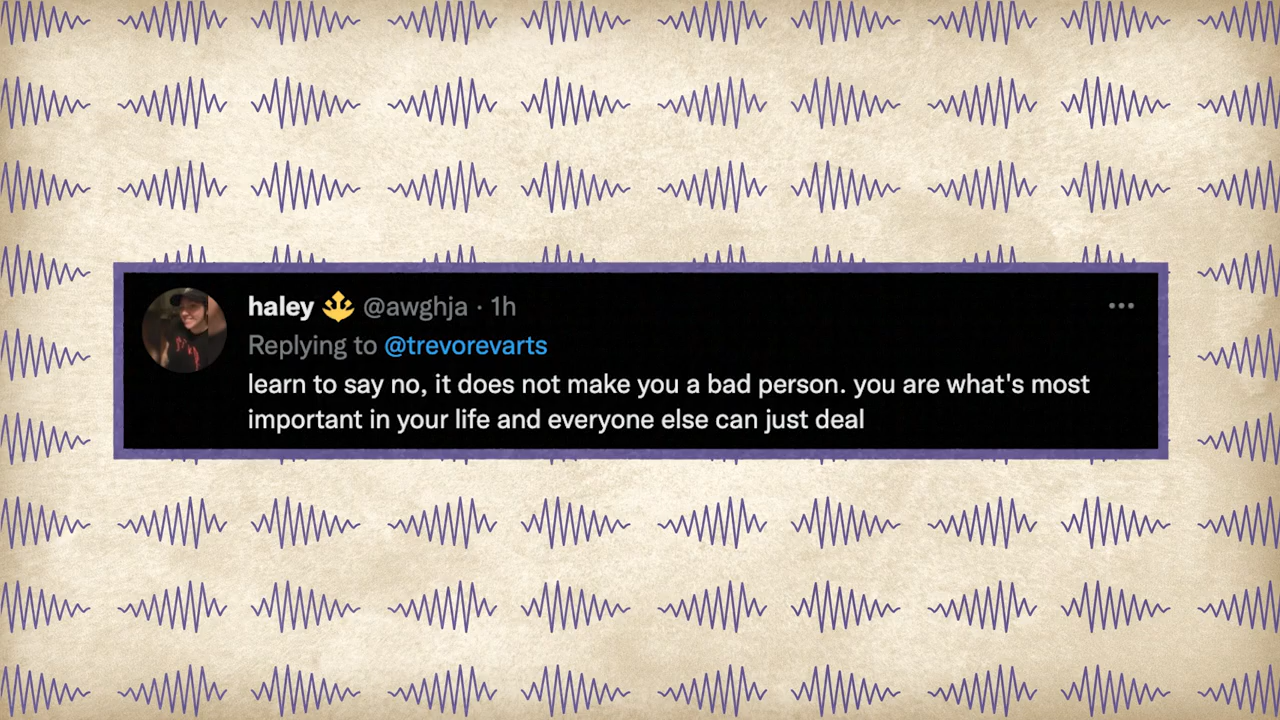 haley @awghja · 1h
Replying to @trevorevarts
learn to say no, it does not make you a bad person. you are what's most
important in your life and everyone else can just deal